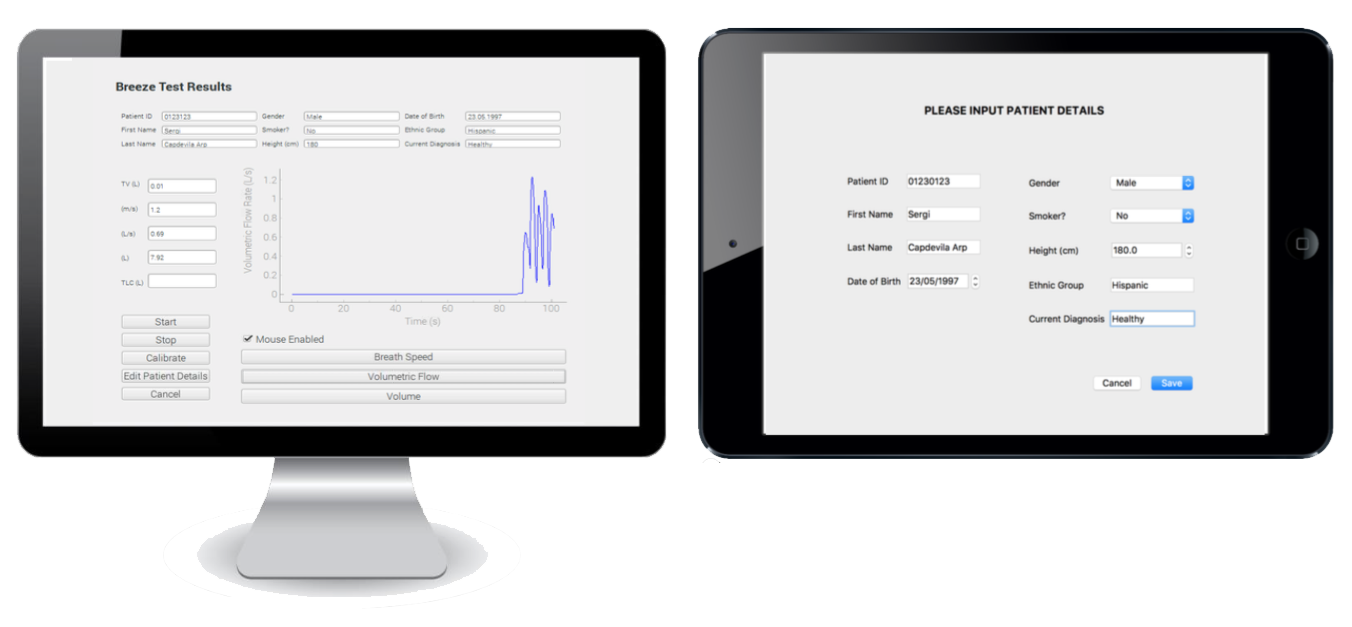 Breeze Test Results
Patient ID 0123123 Gender Male Date of Birth 23.05.1997
First Name Sergi Smoker? No Ethnic Group Hispanic
Last Name Capdevila Arp Height (cm) 180 Current Diagnosis Healthy
TV (L) 0.01
(m/s) 1.2
(L/s) 0.69
(L) 7.92
TLC (L)
Start
Stop
Calibrate
Edit Patient Details
Cancel
Volumetric Flow Rate (L/s)
1.2
1
0.8
0.6
0.4
0.2
0
0 20 40 60 80 100
Time (s)
Mouse Enabled
Breath Speed
Volumetric Flow
Volume
PLEASE INPUT PATIENT DETAILS
Patient ID 01230123
First Name Sergi
Last Name Capdevila Arp
Date of Birth 23/05/1997
Gender Male
Smoker? No
Height (cm) 180.0
Ethnic Group Hispanic
Current Diagnosis Healthy
Cancel Save